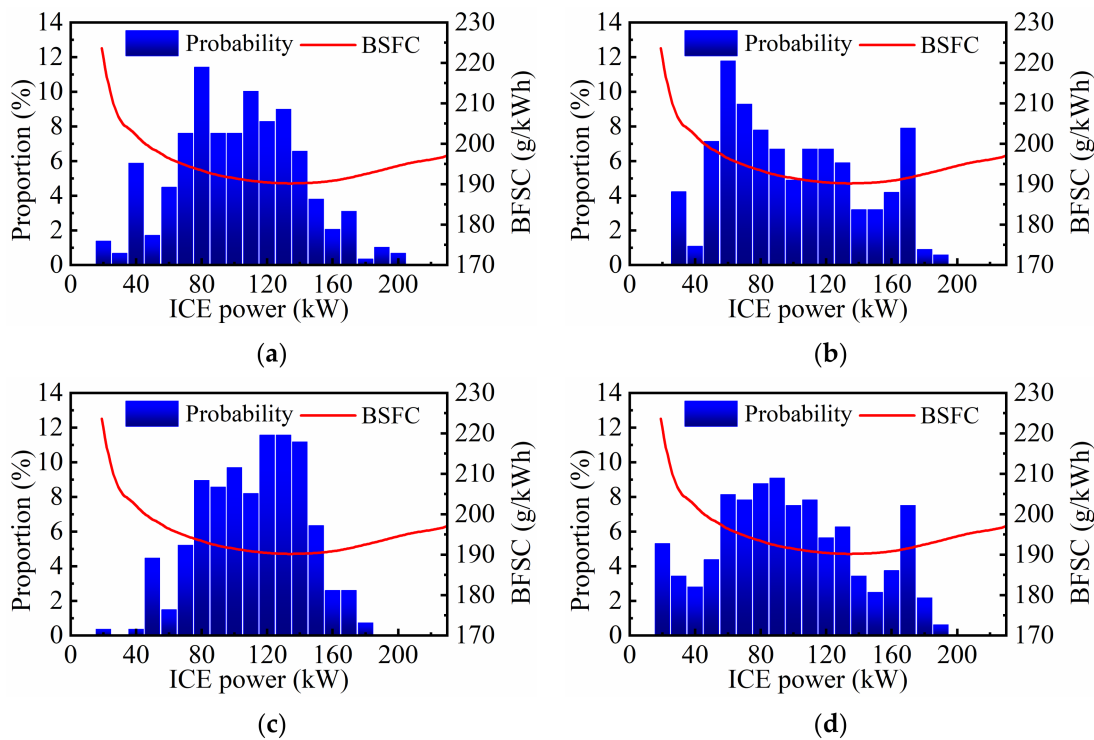 14 230
Probability BSFC
12 220
10 210
8 200
6 190
4 180
2
0 170
Proportion (%)
BFSC (g/kWh)
0 40 80 120 160 200
ICE power (kW)
(a)
14 230
Probability BSFC
12 220
10 210
8 200
6 190
4 180
2
0 170
Proportion (%)
BFSC (g/kWh)
0 40 80 120 160 200
ICE power (kW)
(b)
14 230
Probability BSFC
12 220
10 210
8 200
6 190
4 180
2
0 170
Proportion (%)
BFSC (g/kWh)
0 40 80 120 160 200
ICE power (kW)
(c)
14 230
Probability BSFC
12 220
10 210
8 200
6 190
4 180
2
0 170
Proportion (%)
BFSC (g/kWh)
0 40 80 120 160 200
ICE power (kW)
(d)